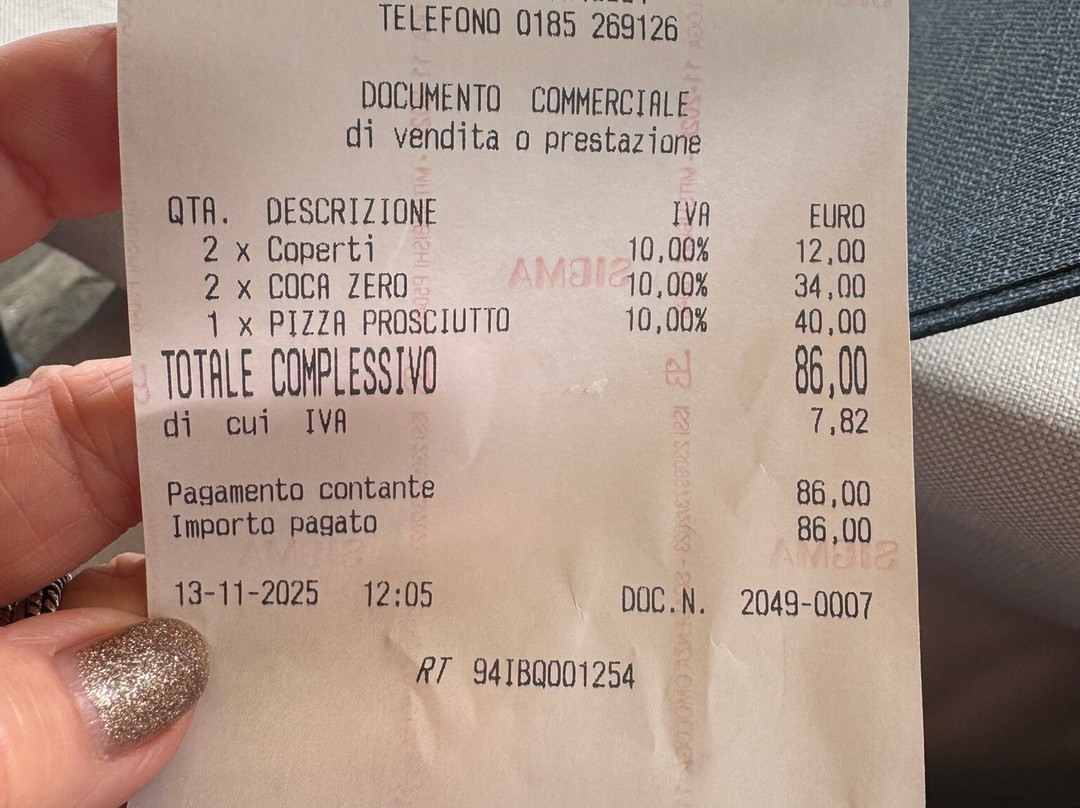 TELEFONO 0185 269126
DOCUMENTO COMMERCIALE
di vendita o prestazione
QTA. DESCRIZIONE IVA EURO
2 x Coperti 10,00% 12,00
2 x COCA ZERO 10,00% 34,00
1 x PIZZA PROSCIUTTO 10,00% 40,00
TOTALE COMPLESSIVO 86,00
di cui IVA 7,82
Pagamento contante 86,00
Importo pagato 86,00
13-11-2025 12:05 DOC.N. 2049-0007
RT 94IBQ001254
SIGMA
SIGMA
SIGMA